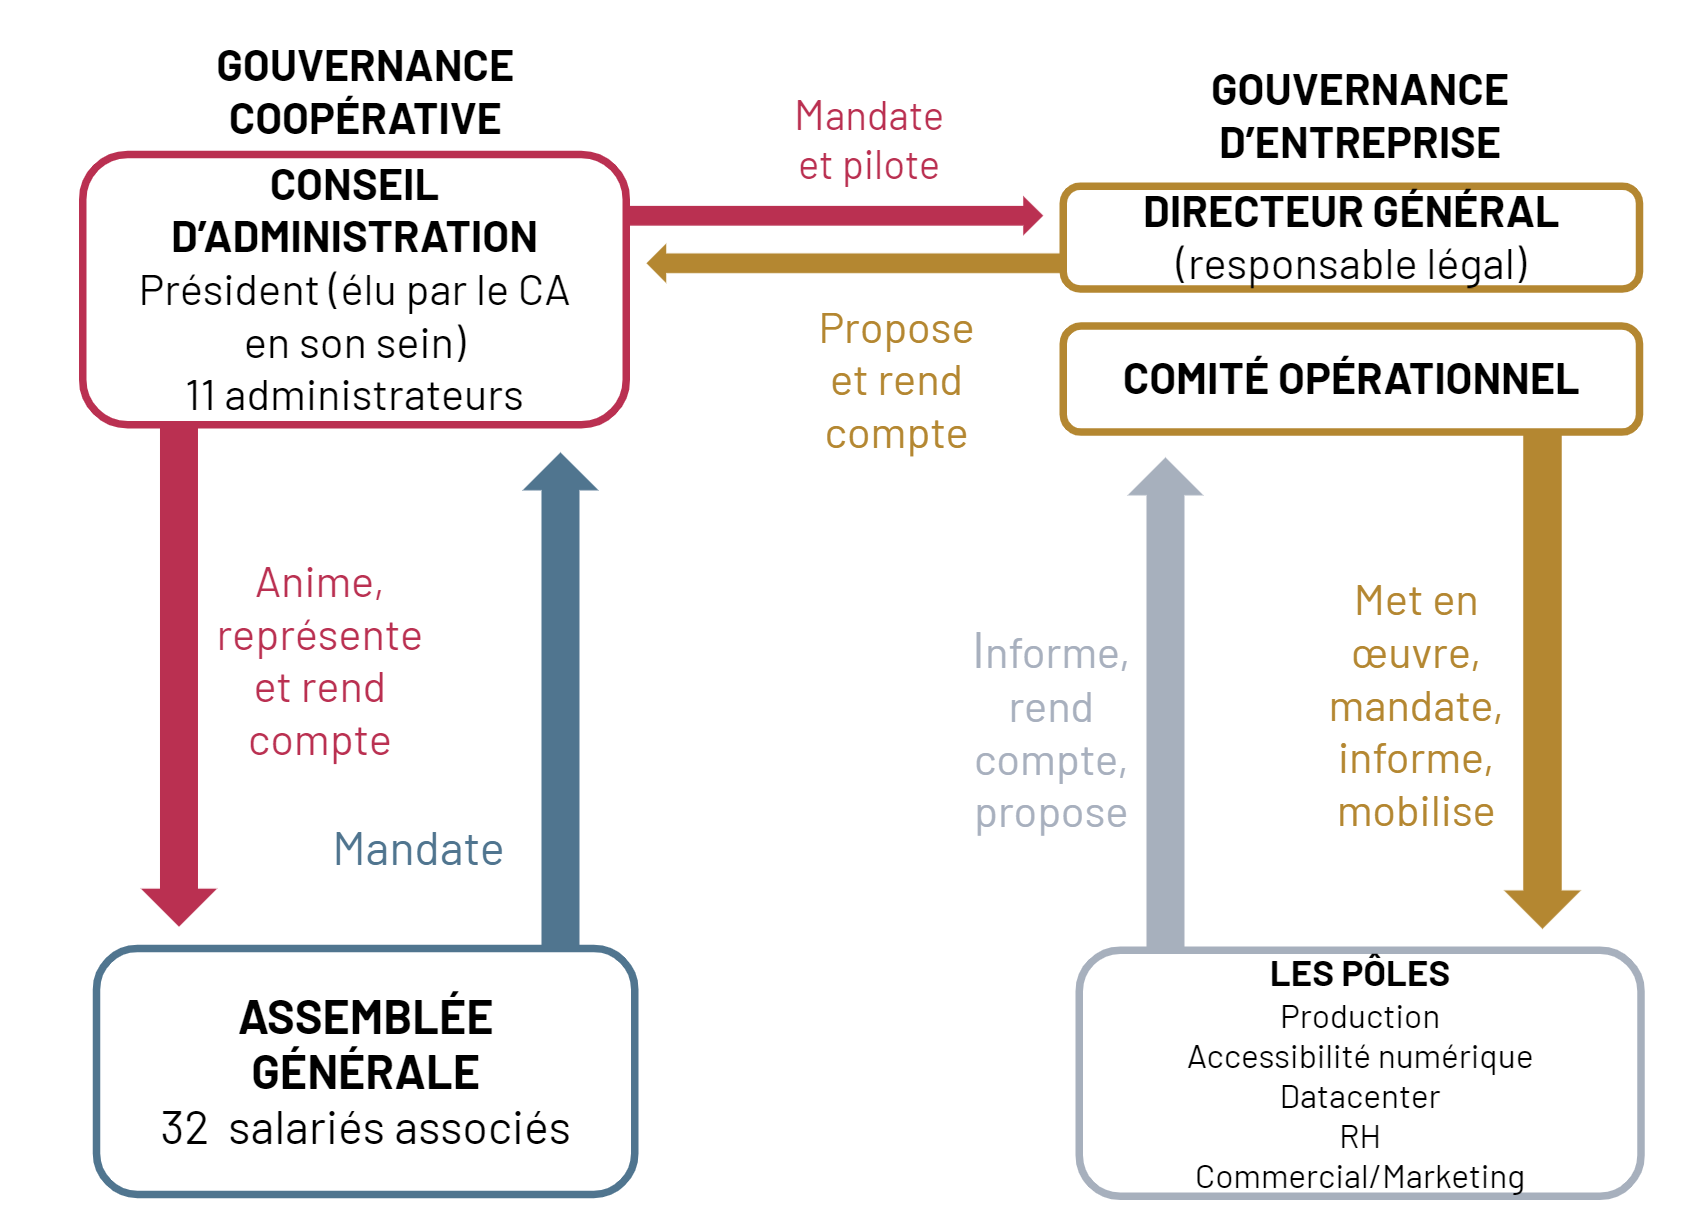 GOUVERNANCE
COOPÉRATIVE
CONSEIL
D’ADMINISTRATION
Président (élu par le CA
en son sein)
11 administrateurs
Mandate
et pilote
Propose
et rend
compte
GOUVERNANCE
D’ENTREPRISE
DIRECTEUR GÉNÉRAL
(responsable légal)
COMITÉ OPÉRATIONNEL
Anime,
représente
et rend
compte
Mandate
Informe,
rend
compte,
propose
Met en
œuvre,
mandate,
informe,
mobilise
ASSEMBLÉE
GÉNÉRALE
32 salariés associés
LES PÔLES
Production
Accessibilité numérique
Datacenter
RH
Commercial/Marketing